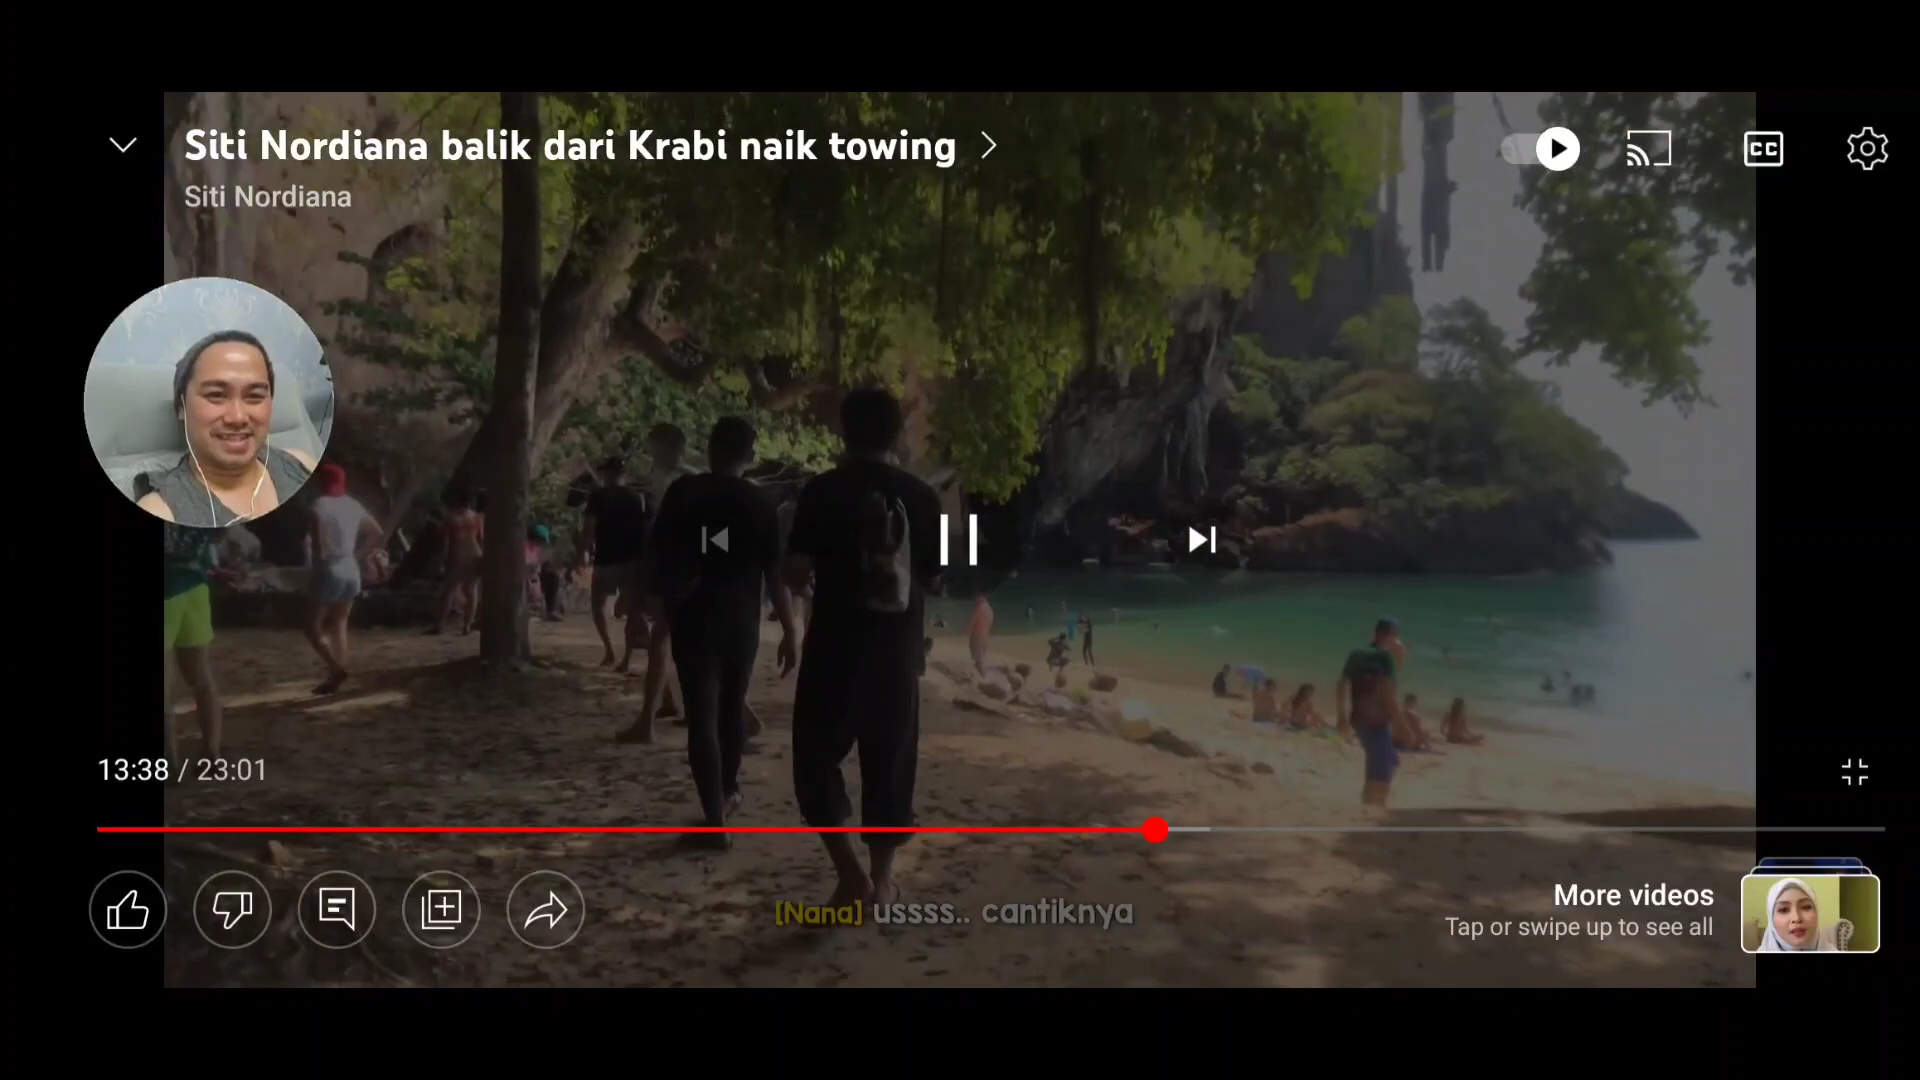 Siti Nordiana balik dari Krabi naik towing
CC
Siti Nordiana
13:38 / 23:01
More videos
[Nana] ussss.. cantiknya
Tap or swipe up to see all